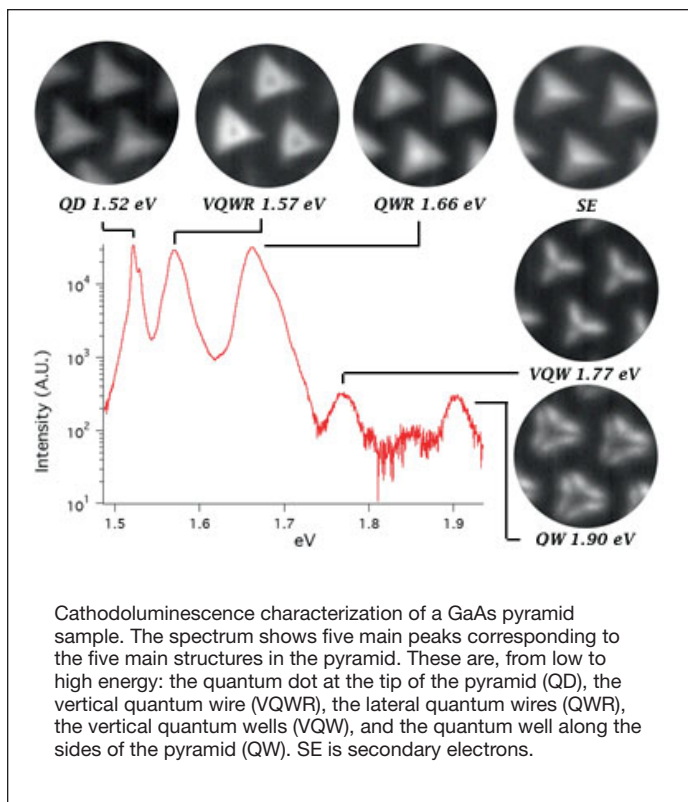 QD 1.52 eV
VQWR 1.57 eV
QWR 1.66 eV
SE
VQW 1.77 eV
QW 1.90 eV
Intensity (A.U.)
10⁴
10³
10²
10¹
1.5
1.6
1.7
1.8
1.9
eV
Cathodoluminescence characterization of a GaAs pyramid
sample. The spectrum shows five main peaks corresponding to
the five main structures in the pyramid. These are, from low to
high energy: the quantum dot at the tip of the pyramid (QD), the
vertical quantum wire (VQWR), the lateral quantum wires (QWR),
the vertical quantum wells (VQW), and the quantum well along the
sides of the pyramid (QW). SE is secondary electrons.